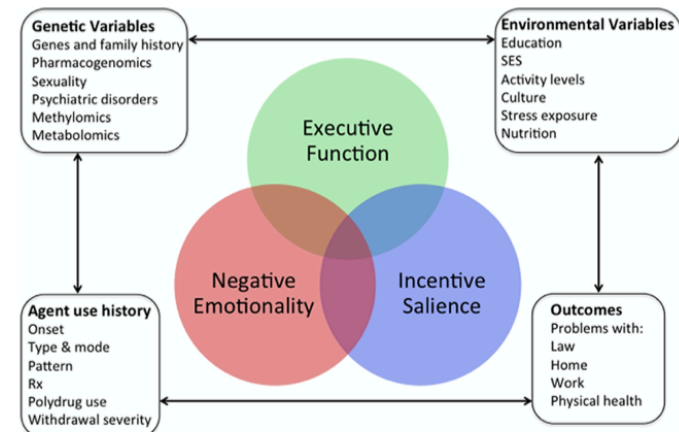 Genetic Variables
Genes and family history
Pharmacogenomics
Sexuality
Psychiatric disorders
Methylomics
Metabolomics
Environmental Variables
Education
SES
Activity levels
Culture
Stress exposure
Nutrition
Executive
Function
Negative
Emotionality
Incentive
Salience
Agent use history
Onset
Type & mode
Pattern
Rx
Polydrug use
Withdrawal severity
Outcomes
Problems with:
Law
Home
Work
Physical health